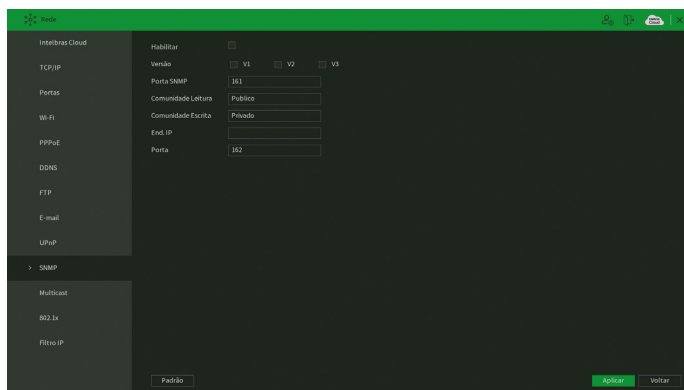 Rede
Intelbras Cloud
TCP/IP
Portas
Wi-Fi
PPPoE
DDNS
FTP
E-mail
UPnP
SNMP
Multicast
802.1x
Filtro IP
Habilitar
Versão V1 V2 V3
Porta SNMP 161
Comunidade Leitura Publico
Comunidade Escrita Privado
End. IP
Porta 162
Padrão Aplicar Voltar